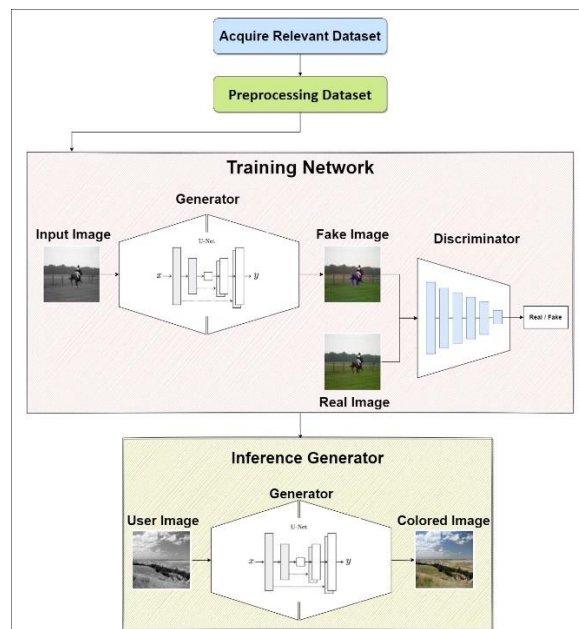 Acquire Relevant Dataset
Preprocessing Dataset
Training Network
Generator
Input Image
U-Net
x
y
Fake Image
Discriminator
Real / Fake
Real Image
Inference Generator
Generator
User Image
U-Net
x
y
Colored Image